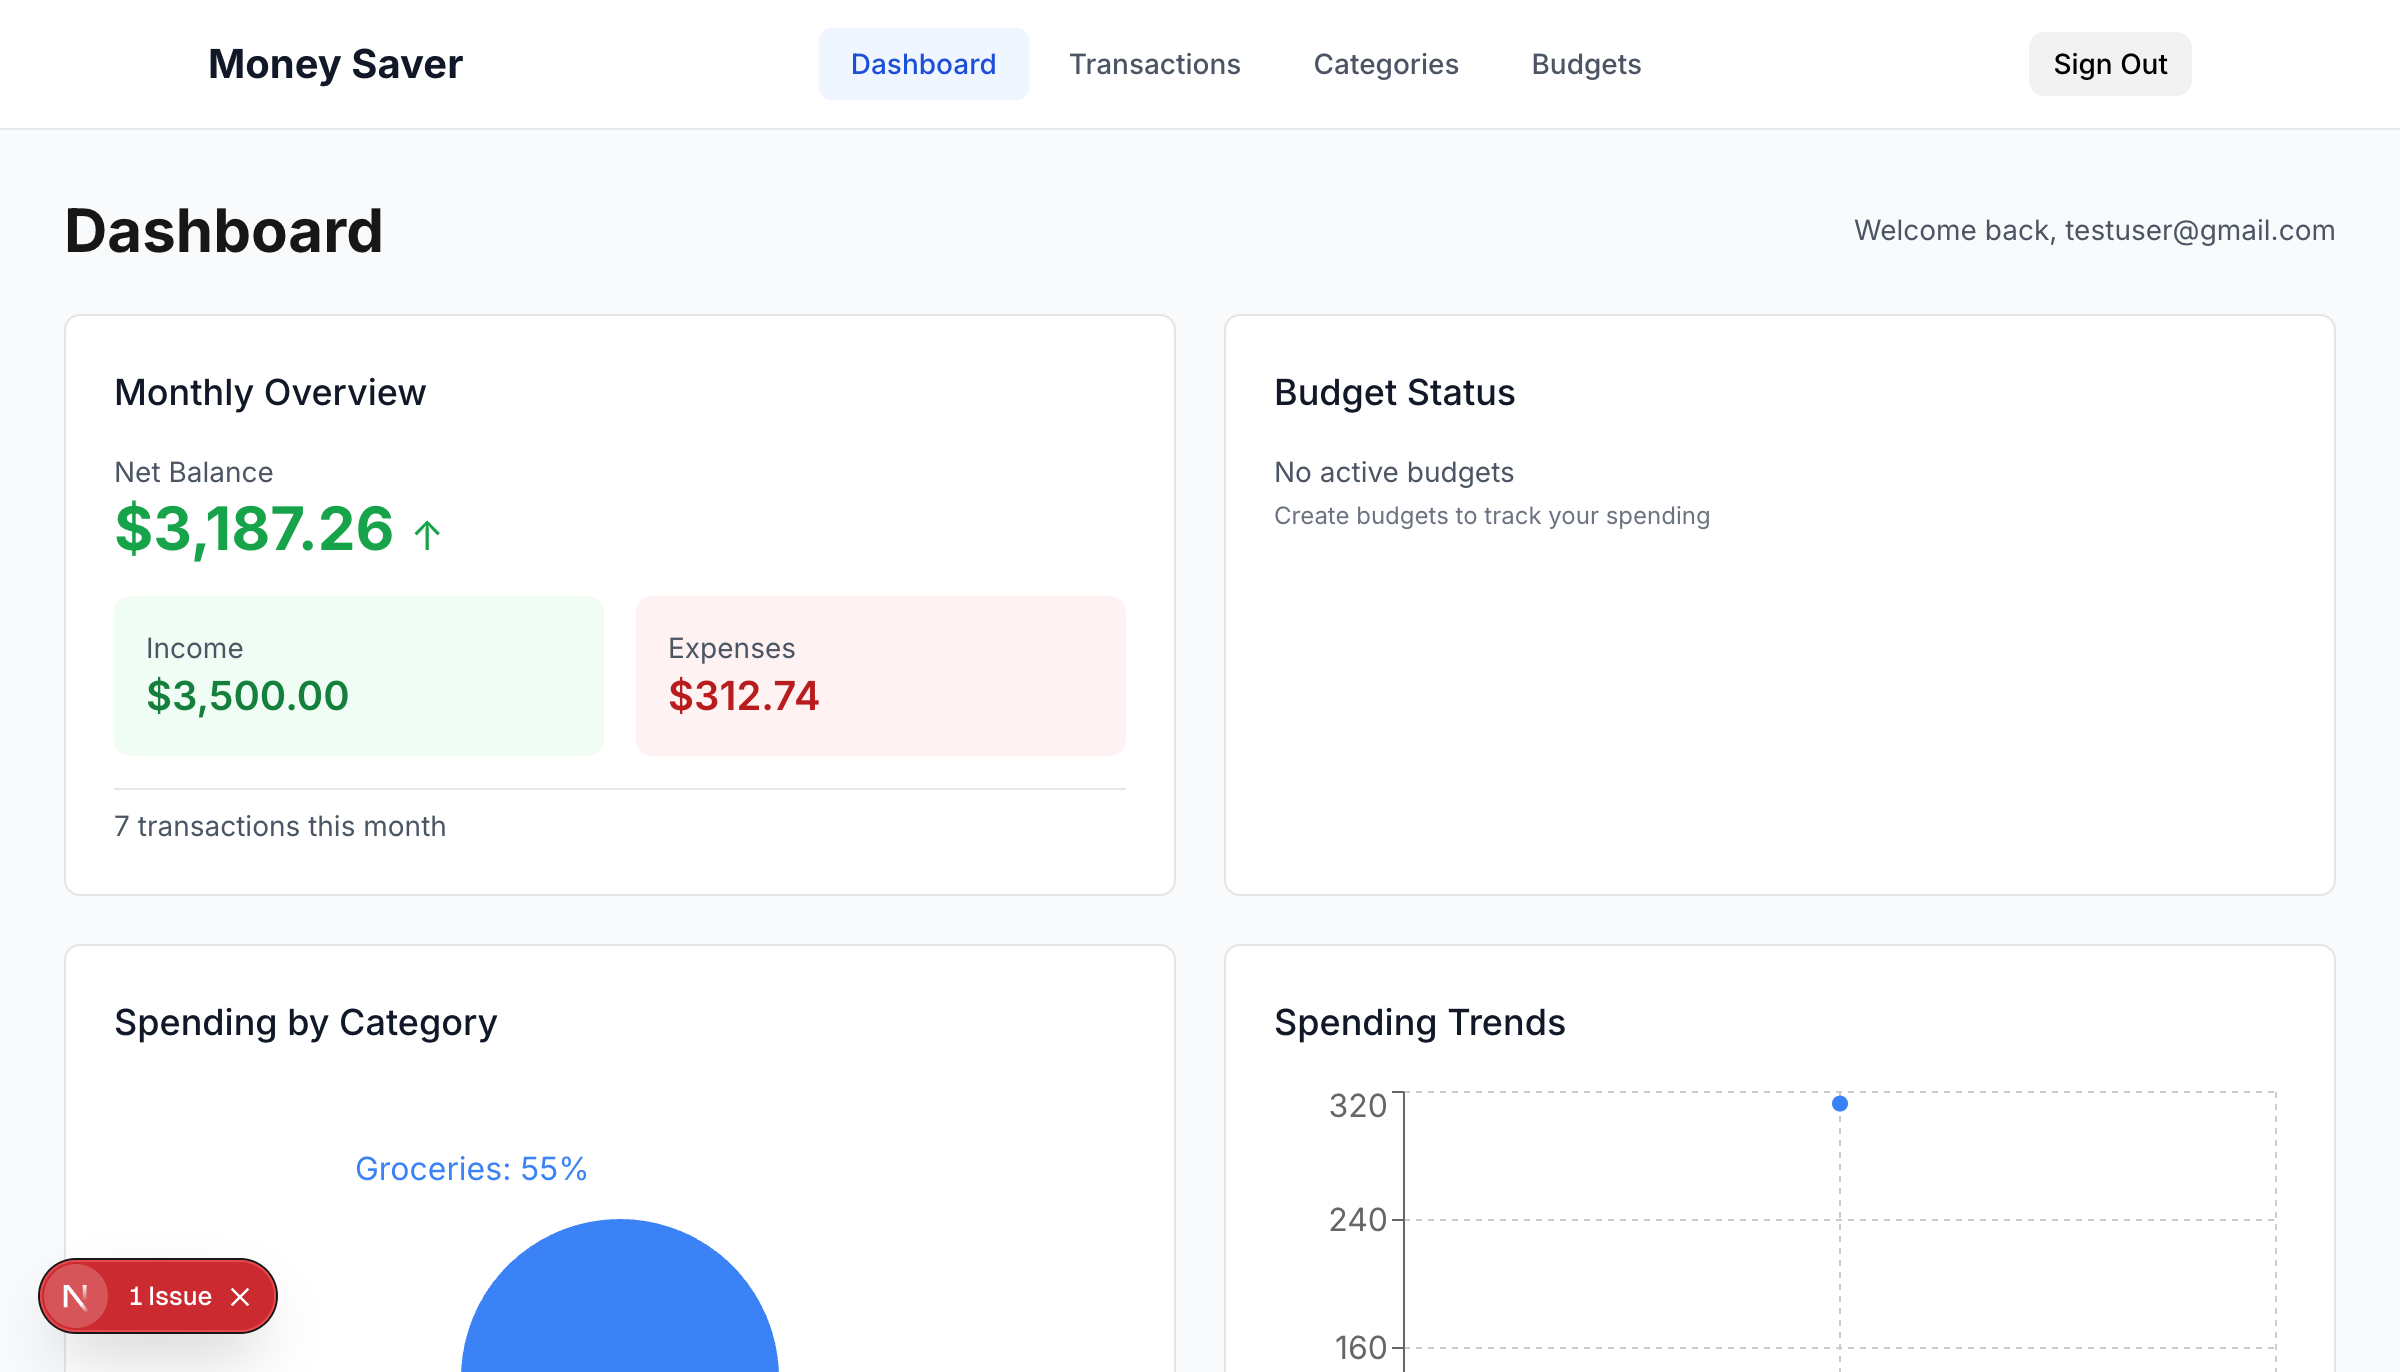 Money Saver
Dashboard
Transactions
Categories
Budgets
Sign Out
Dashboard
Welcome back, testuser@gmail.com
Monthly Overview
Net Balance
$3,187.26 ↑
Income
$3,500.00
Expenses
$312.74
7 transactions this month
Budget Status
No active budgets
Create budgets to track your spending
Spending by Category
Groceries: 55%
Spending Trends
320
240
160
N 1 Issue